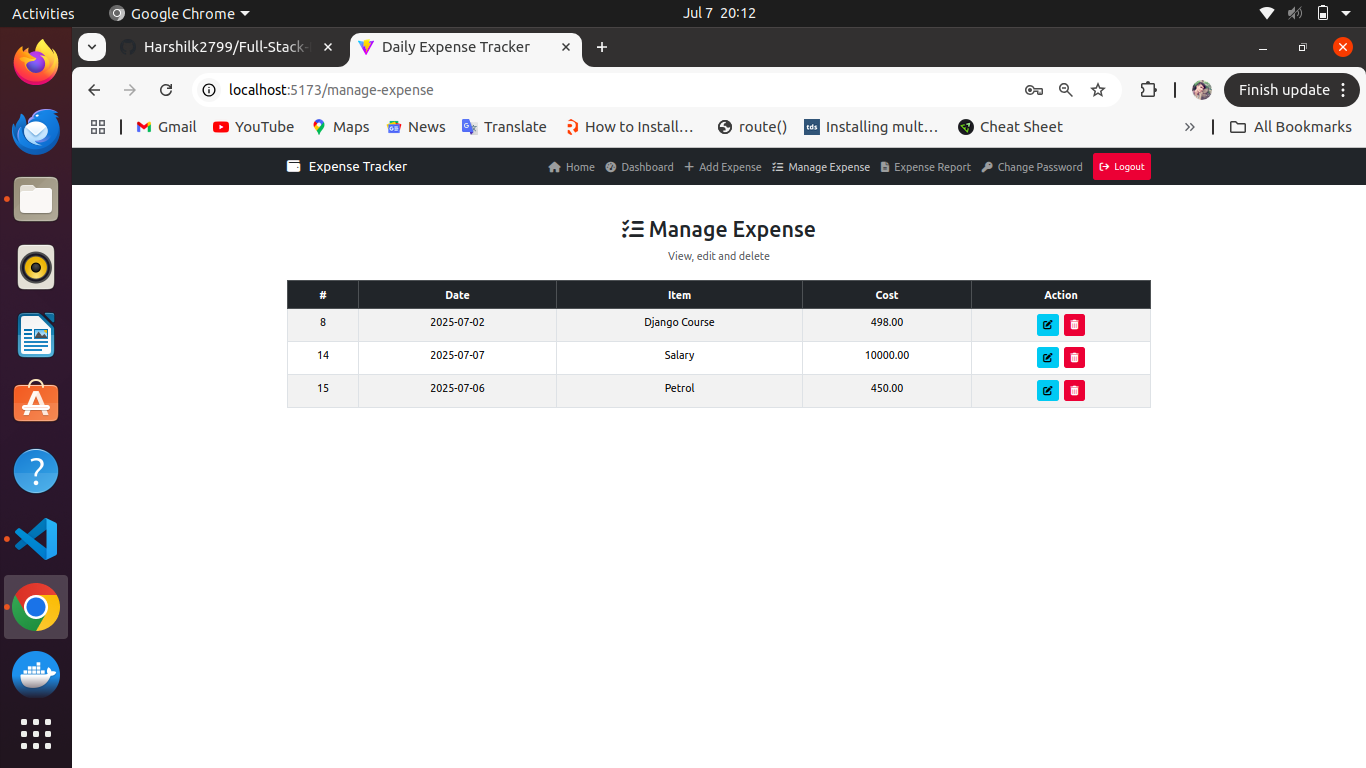 Activities Google Chrome Jul 7 20:12
Harshilk2799/Full-Stack- Daily Expense Tracker
localhost:5173/manage-expense Finish update
Gmail YouTube Maps News Translate How to Install… route() tds Installing mult… Cheat Sheet » All Bookmarks
Expense Tracker Home Dashboard Add Expense Manage Expense Expense Report Change Password Logout
Manage Expense
View, edit and delete
# Date Item Cost Action
8 2025-07-02 Django Course 498.00
14 2025-07-07 Salary 10000.00
15 2025-07-06 Petrol 450.00